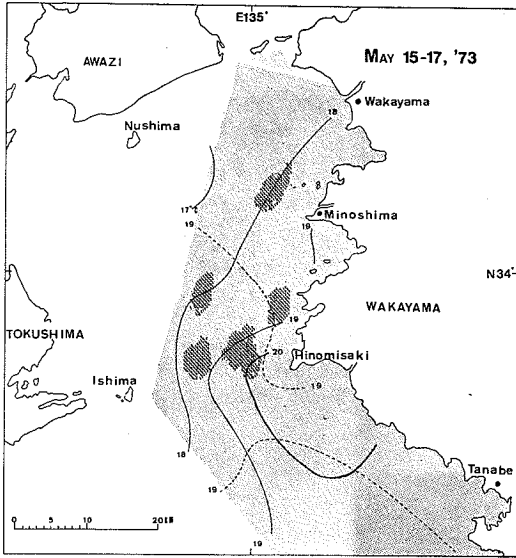 E135°
AWAZI
MAY 15-17, '73
Wakayama
Nushima
18
17°c
19
Minoshima
19
N34°
WAKAYAMA
TOKUSHIMA
19
20
Hinomisaki
Ishima
19
18
Tanabe
19
0 5 10
19